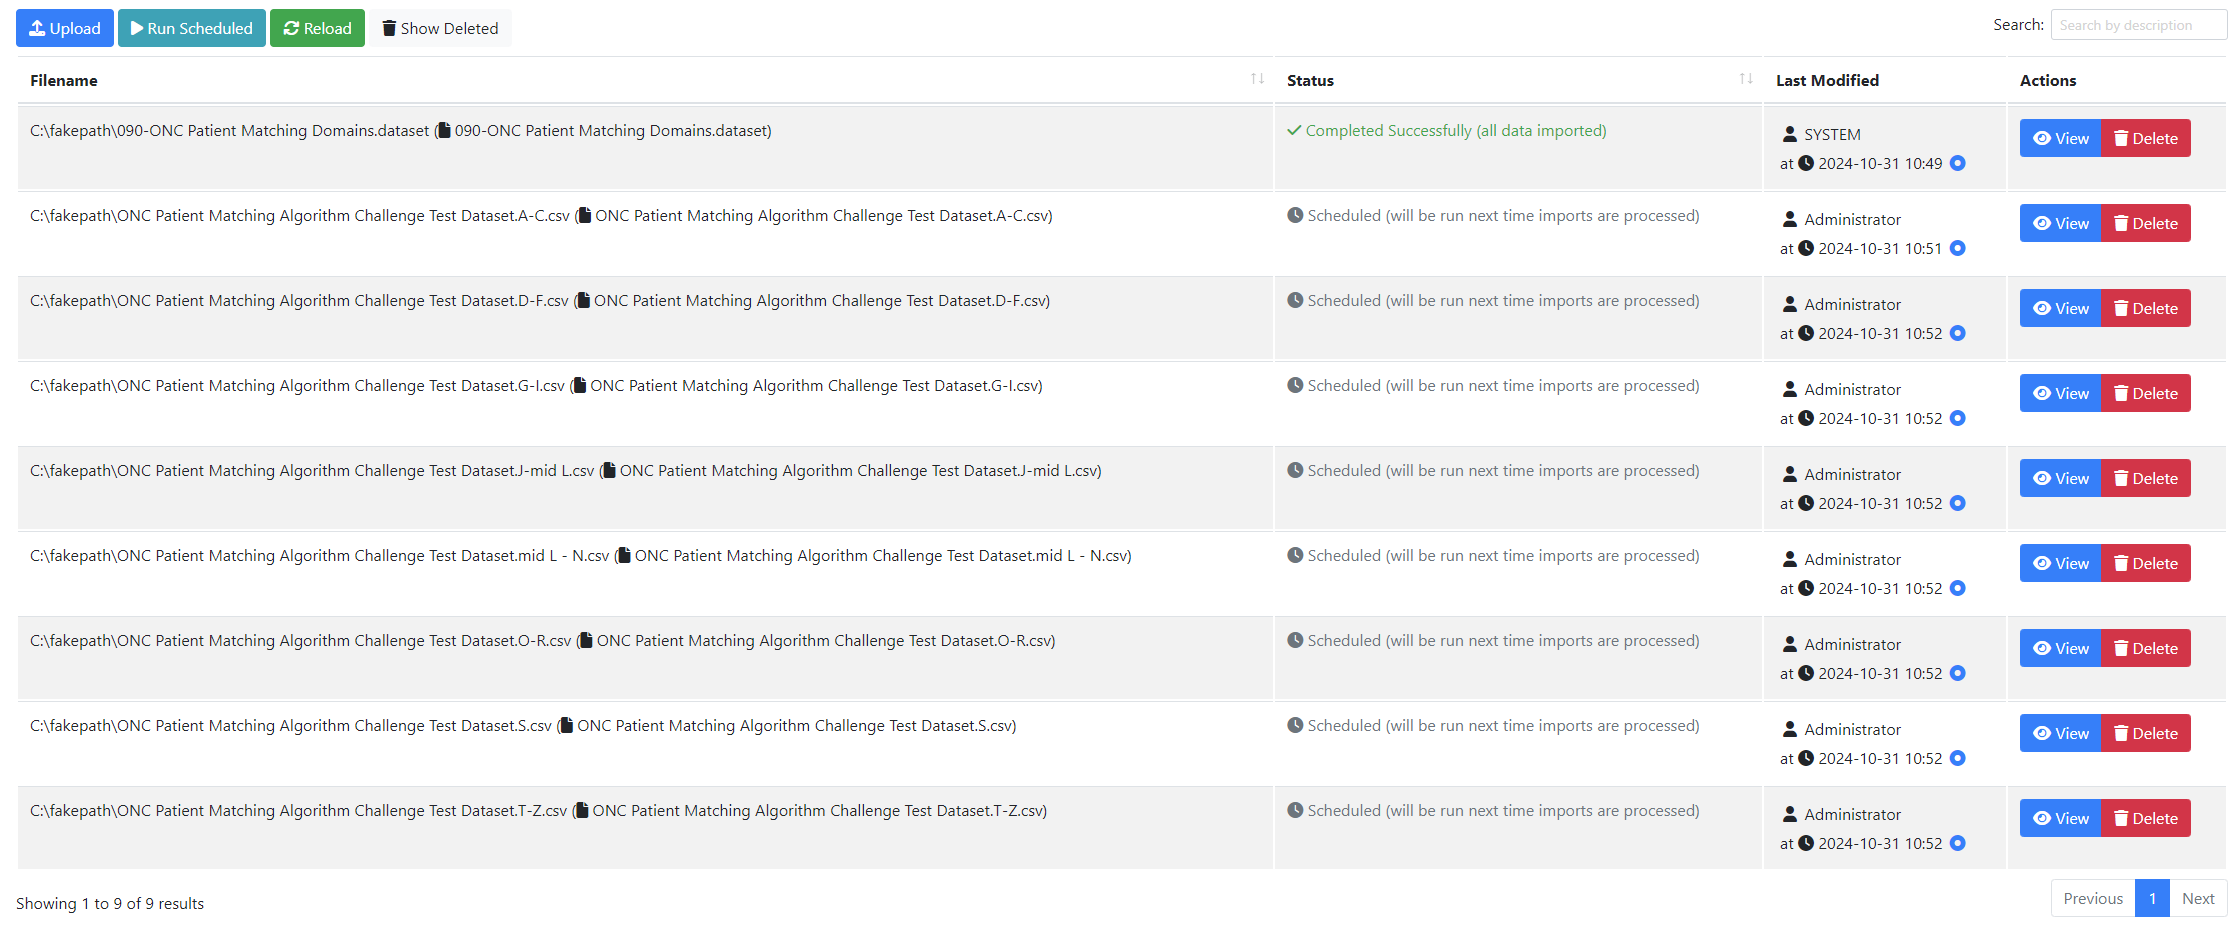 Upload Run Scheduled Reload Show Deleted Search: Search by description
Filename Status Last Modified Actions
C:\fakepath\090-ONC Patient Matching Domains.dataset (090-ONC Patient Matching Domains.dataset) Completed Successfully (all data imported) SYSTEM View Delete
at 2024-10-31 10:49
C:\fakepath\ONC Patient Matching Algorithm Challenge Test Dataset.A-C.csv (ONC Patient Matching Algorithm Challenge Test Dataset.A-C.csv) Scheduled (will be run next time imports are processed) Administrator View Delete
at 2024-10-31 10:51
C:\fakepath\ONC Patient Matching Algorithm Challenge Test Dataset.D-F.csv (ONC Patient Matching Algorithm Challenge Test Dataset.D-F.csv) Scheduled (will be run next time imports are processed) Administrator View Delete
at 2024-10-31 10:52
C:\fakepath\ONC Patient Matching Algorithm Challenge Test Dataset.G-I.csv (ONC Patient Matching Algorithm Challenge Test Dataset.G-I.csv) Scheduled (will be run next time imports are processed) Administrator View Delete
at 2024-10-31 10:52
C:\fakepath\ONC Patient Matching Algorithm Challenge Test Dataset.J-mid L.csv (ONC Patient Matching Algorithm Challenge Test Dataset.J-mid L.csv) Scheduled (will be run next time imports are processed) Administrator View Delete
at 2024-10-31 10:52
C:\fakepath\ONC Patient Matching Algorithm Challenge Test Dataset.mid L - N.csv (ONC Patient Matching Algorithm Challenge Test Dataset.mid L - N.csv) Scheduled (will be run next time imports are processed) Administrator View Delete
at 2024-10-31 10:52
C:\fakepath\ONC Patient Matching Algorithm Challenge Test Dataset.O-R.csv (ONC Patient Matching Algorithm Challenge Test Dataset.O-R.csv) Scheduled (will be run next time imports are processed) Administrator View Delete
at 2024-10-31 10:52
C:\fakepath\ONC Patient Matching Algorithm Challenge Test Dataset.S.csv (ONC Patient Matching Algorithm Challenge Test Dataset.S.csv) Scheduled (will be run next time imports are processed) Administrator View Delete
at 2024-10-31 10:52
C:\fakepath\ONC Patient Matching Algorithm Challenge Test Dataset.T-Z.csv (ONC Patient Matching Algorithm Challenge Test Dataset.T-Z.csv) Scheduled (will be run next time imports are processed) Administrator View Delete
at 2024-10-31 10:52
Showing 1 to 9 of 9 results Previous 1 Next